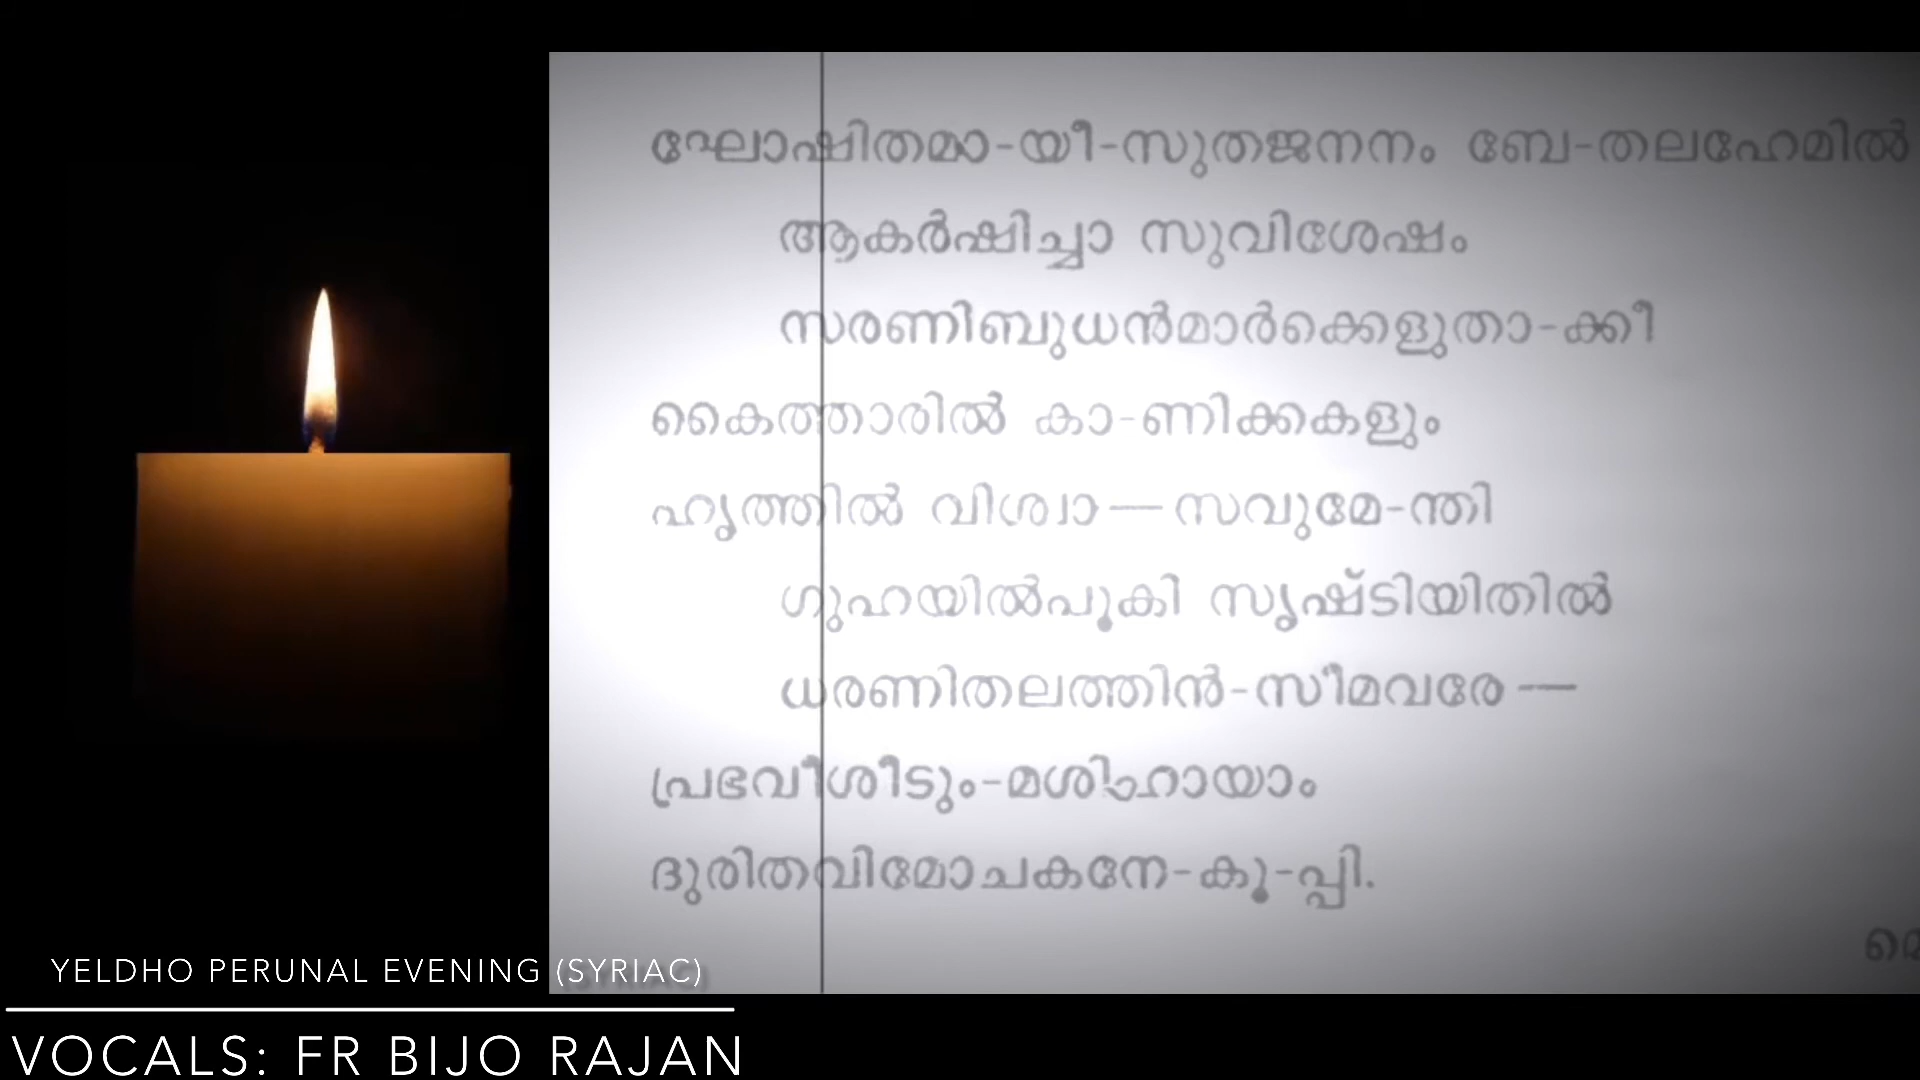 ഘോഷിതമാ-യീ-സുതജനനം ബേ-തലഹേമിൽ
ആകർഷിച്ചാ സുവിശേഷം
സരണിബുധൻമാർക്കെളുതാ-ക്കീ
കൈത്താരിൽ കാ-ണിക്കകളും
ഹൃത്തിൽ വിശ്വാ—സവുമേ-ന്തി
ഗുഹയിൽപൂകി സൃഷ്ടിയിതിൽ
ധരണിതലത്തിൻ-സീമവരേ—
പ്രഭവീശീടും-മശിഹായാം
ദുരിതവിമോചകനേ-കൂ-പ്പി.
YELDHO PERUNAL EVENING (SYRIAC)
VOCALS: FR BIJO RAJAN